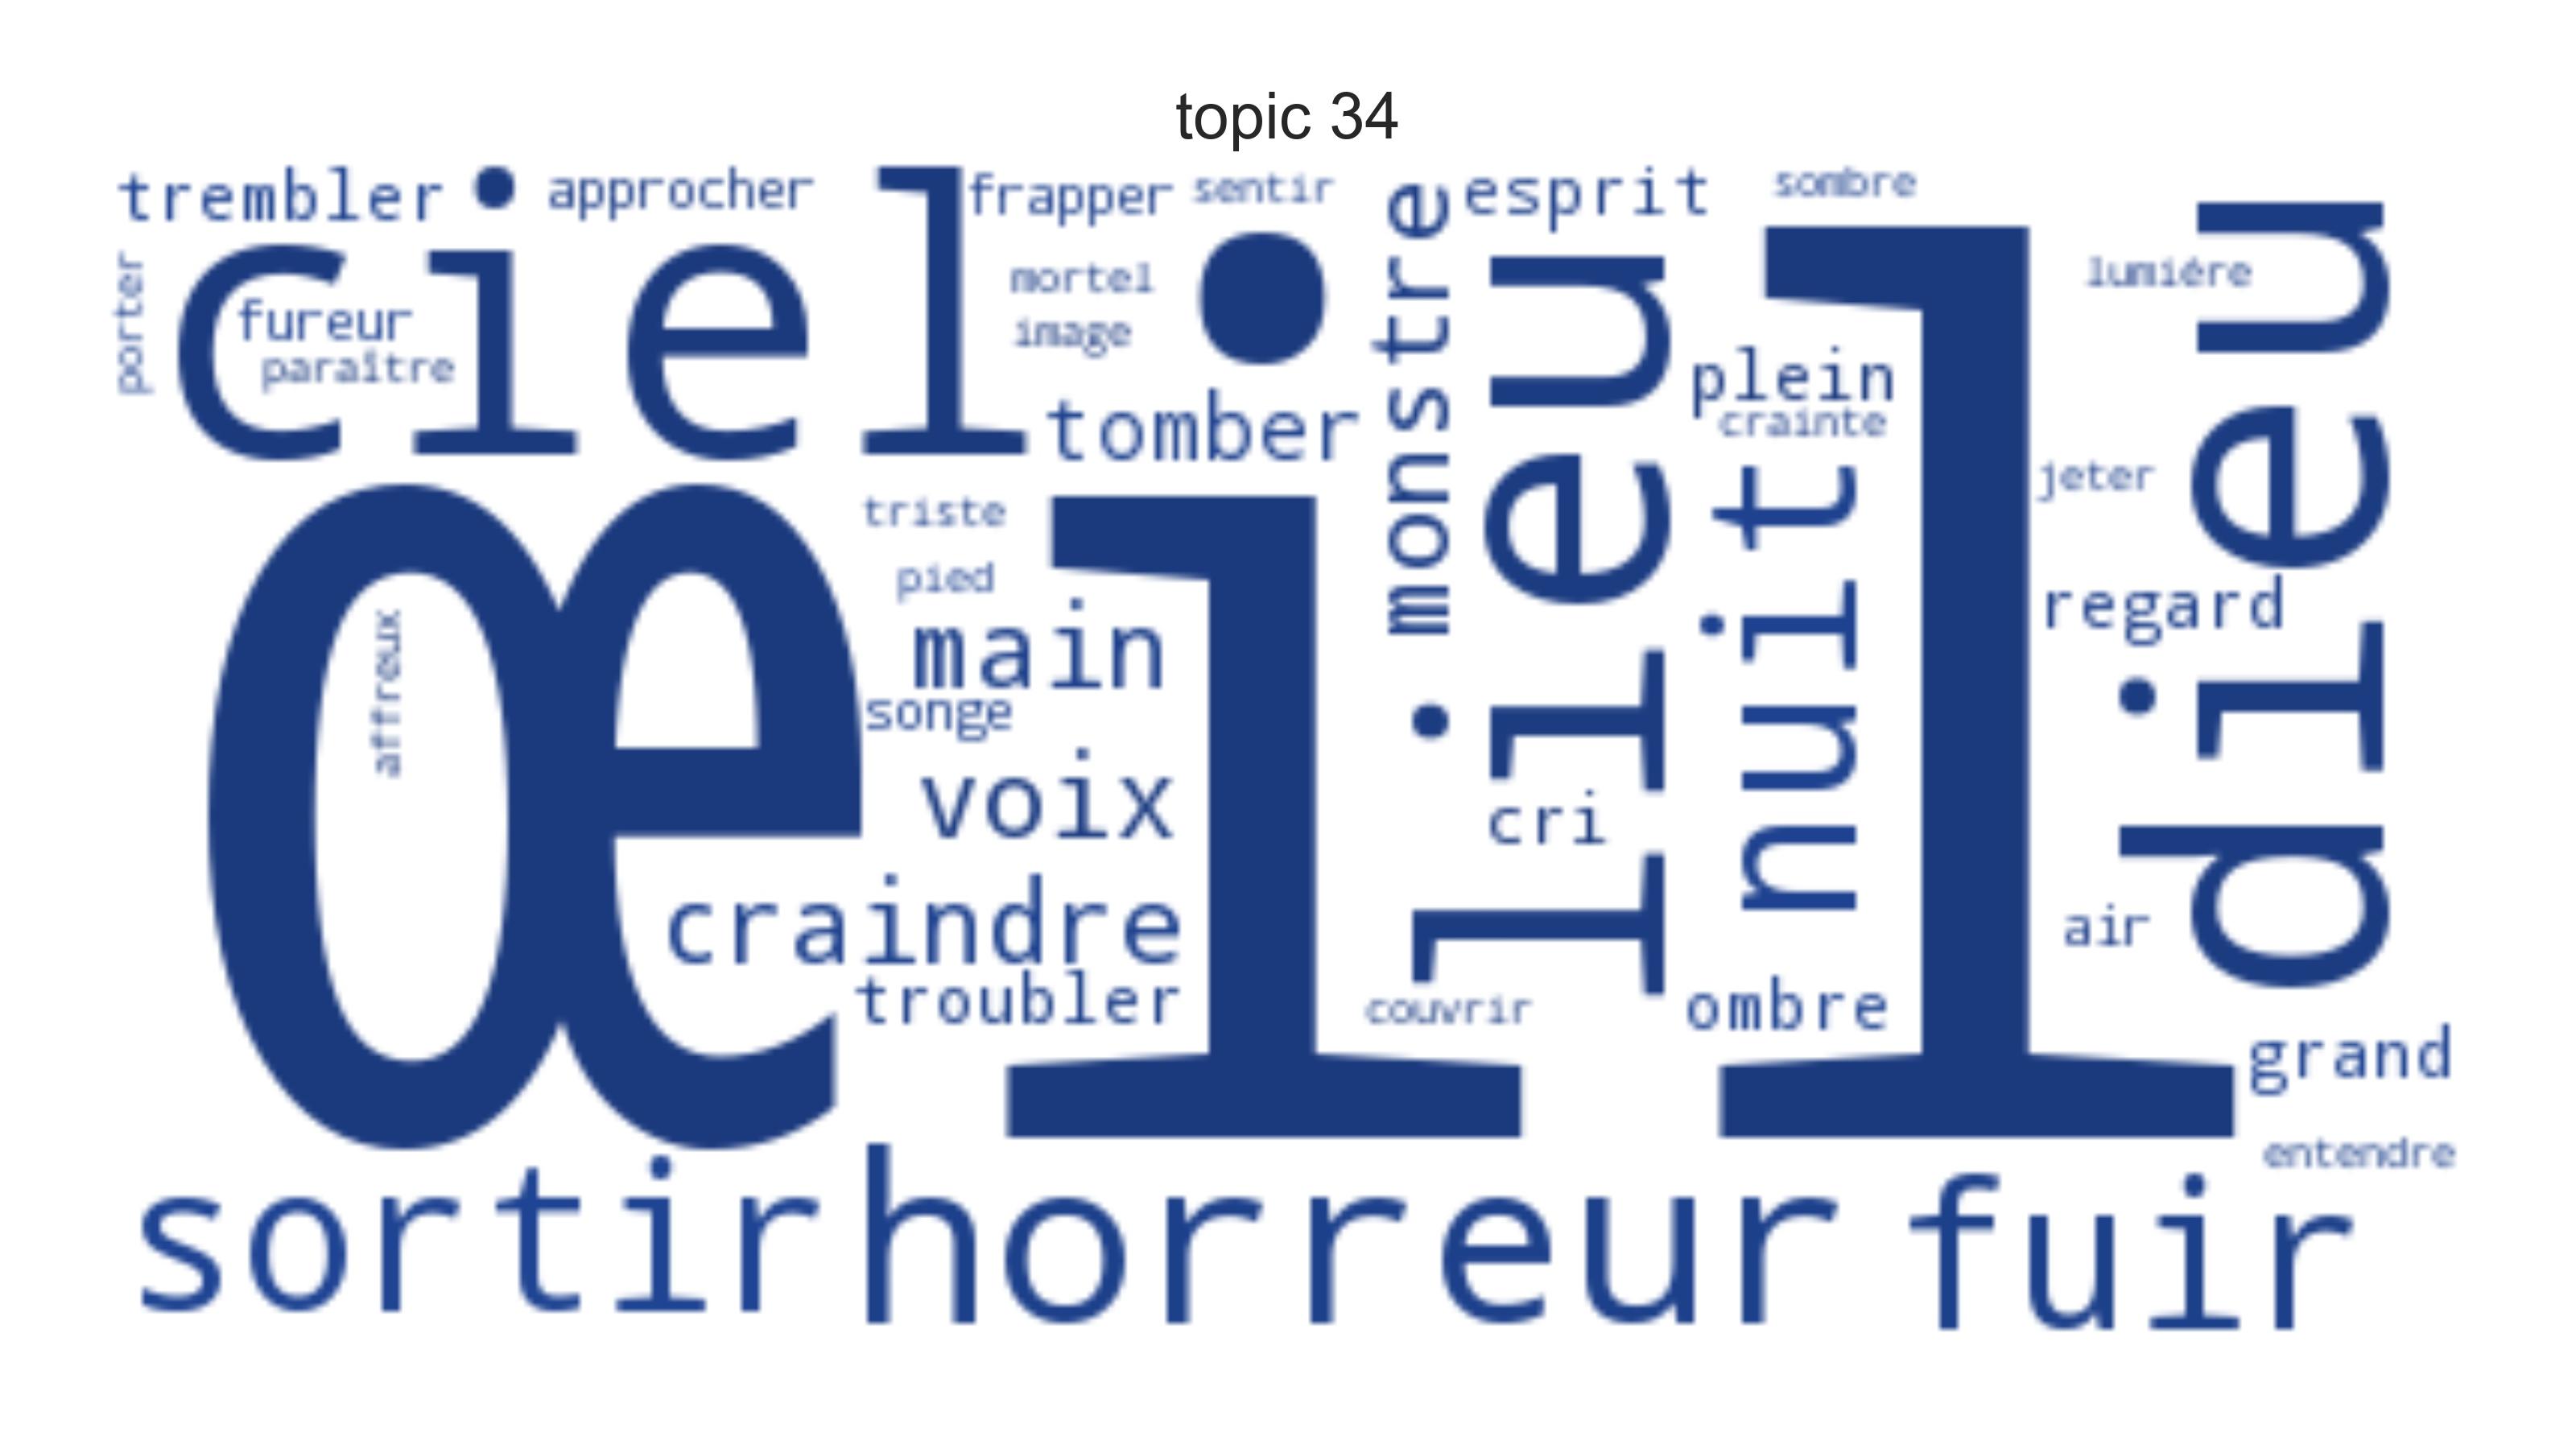 topic 34
trembler
approcher
frapper
sentir
esprit
sombre
porter
ciel
fureur
paraître
mortel
image
monstre
lieu
lumière
dieu
plein
crainte
tomber
jeter
œil
triste
pied
affreux
main
songe
voix
nuit
regard
cri
craindre
troubler
couvrir
ombre
air
grand
entendre
sortir
horreur
fuir